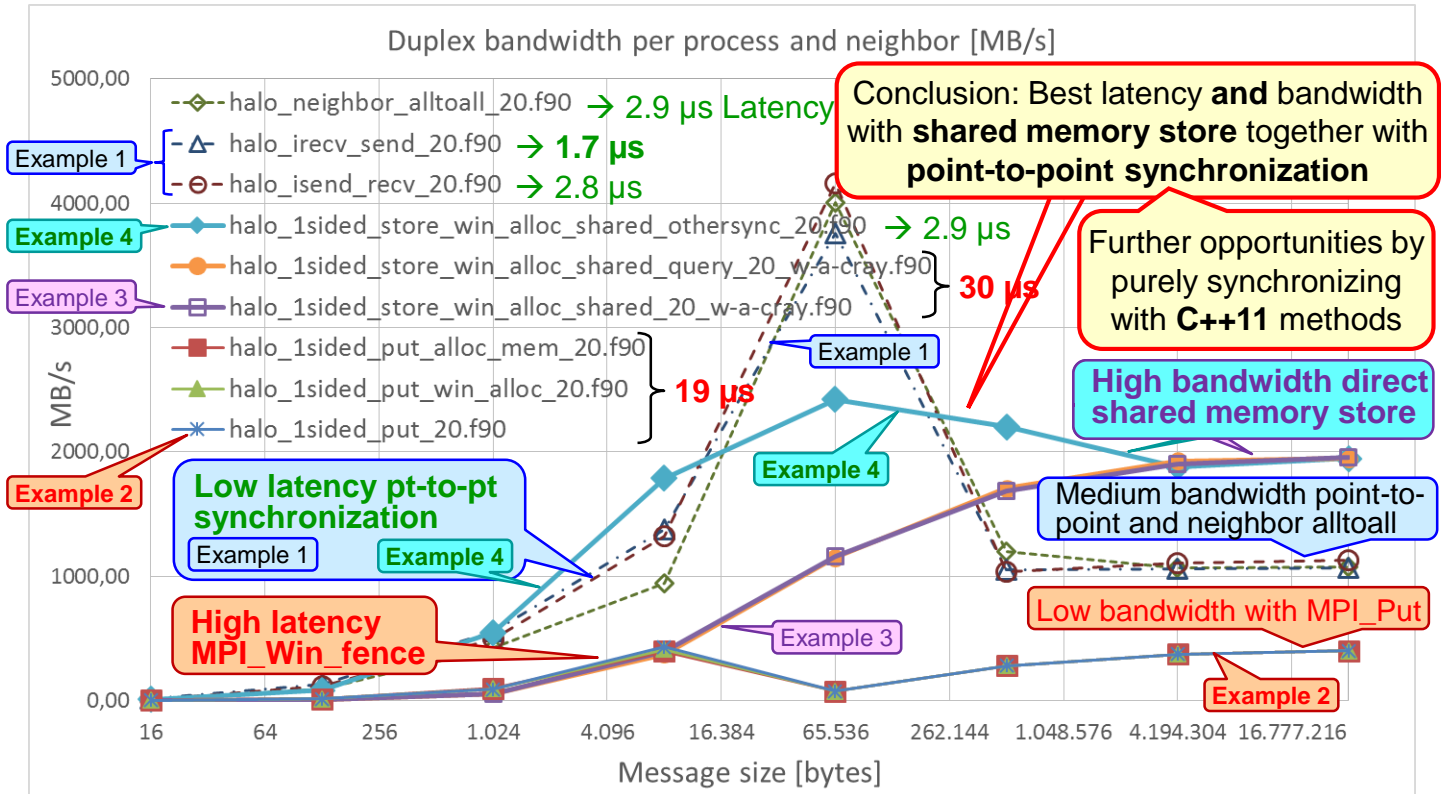 Duplex bandwidth per process and neighbor [MB/s]
5000,00
4000,00
3000,00
2000,00
1000,00
0,00
MB/s
halo_neighbor_alltoall_20.f90 → 2.9 µs Latency
Example 1
halo_irecv_send_20.f90 → 1.7 µs
halo_isend_recv_20.f90 → 2.8 µs
Example 4
halo_1sided_store_win_alloc_shared_othersync_20.f90 → 2.9 µs
halo_1sided_store_win_alloc_shared_query_20_w-a-cray.f90
Example 3
halo_1sided_store_win_alloc_shared_20_w-a-cray.f90
30 µs
halo_1sided_put_alloc_mem_20.f90
halo_1sided_put_win_alloc_20.f90
19 µs
halo_1sided_put_20.f90
Example 2
Conclusion: Best latency and bandwidth
with shared memory store together with
point-to-point synchronization
Further opportunities by
purely synchronizing
with C++11 methods
Example 1
High bandwidth direct
shared memory store
Example 4
Low latency pt-to-pt
synchronization
Example 1
Example 4
Medium bandwidth point-to-
point and neighbor alltoall
High latency
MPI_Win_fence
Example 3
Low bandwidth with MPI_Put
Example 2
16
64
256
1.024
4.096
16.384
65.536
262.144
1.048.576
4.194.304
16.777.216
Message size [bytes]